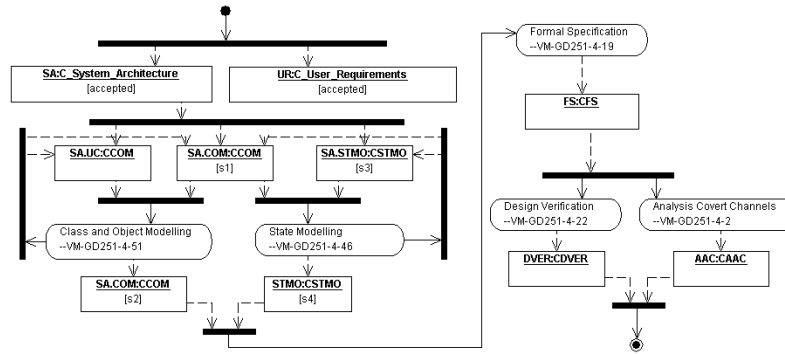 SA:C_System_Architecture
[accepted]
UR:C_User_Requirements
[accepted]
SA.UC:CCOM
SA.COM:CCOM
[s1]
SA.STMO:CSTMO
[s3]
Class and Object Modelling
--VM-GD251-4-51
State Modelling
--VM-GD251-4-46
SA.COM:CCOM
[s2]
STMO:CSTMO
[s4]
Formal Specification
--VM-GD251-4-19
FS:CFS
Design Verification
--VM-GD251-4-22
Analysis Covert Channels
--VM-GD251-4-2
DVER:CDVER
AAC:CAAC